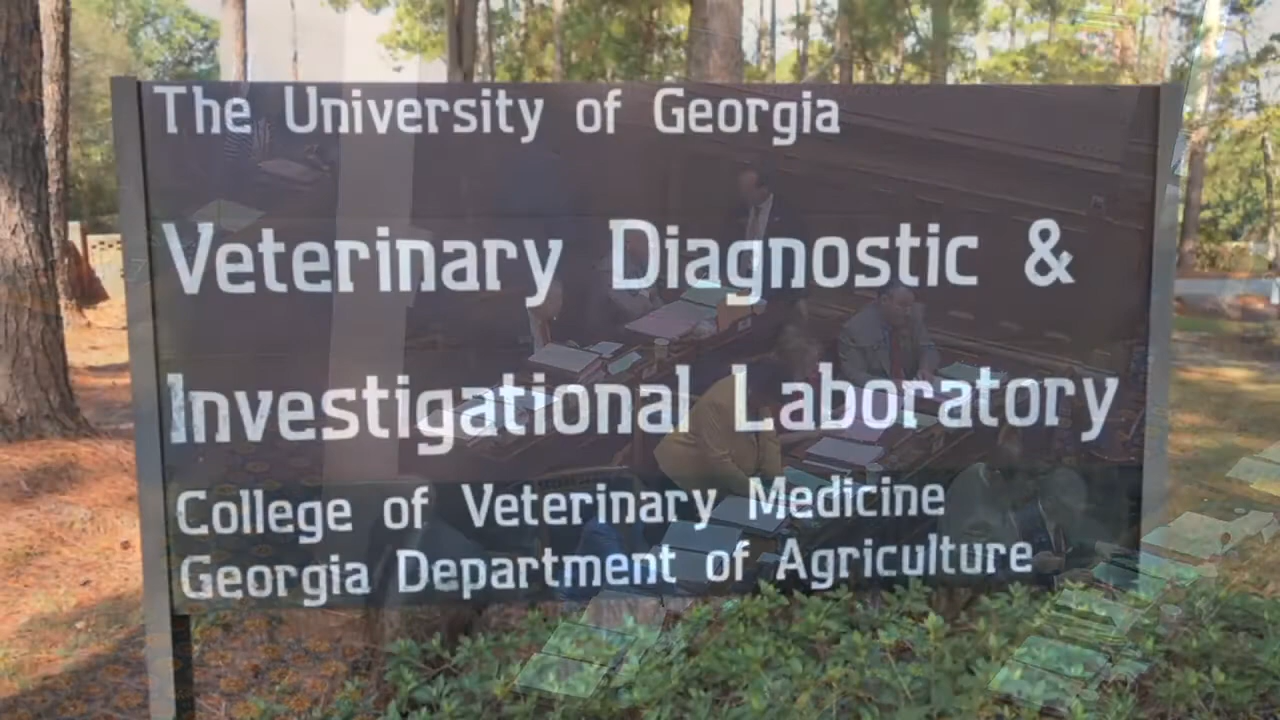 The University of Georgia
Veterinary Diagnostic &
Investigational Laboratory
College of Veterinary Medicine
Georgia Department of Agriculture